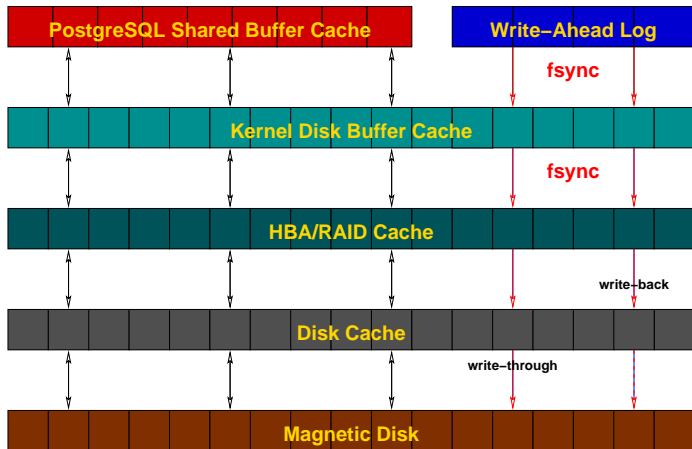 PostgreSQL Shared Buffer Cache
Write−Ahead Log
fsync
Kernel Disk Buffer Cache
fsync
HBA/RAID Cache
write−back
Disk Cache
write−through
Magnetic Disk